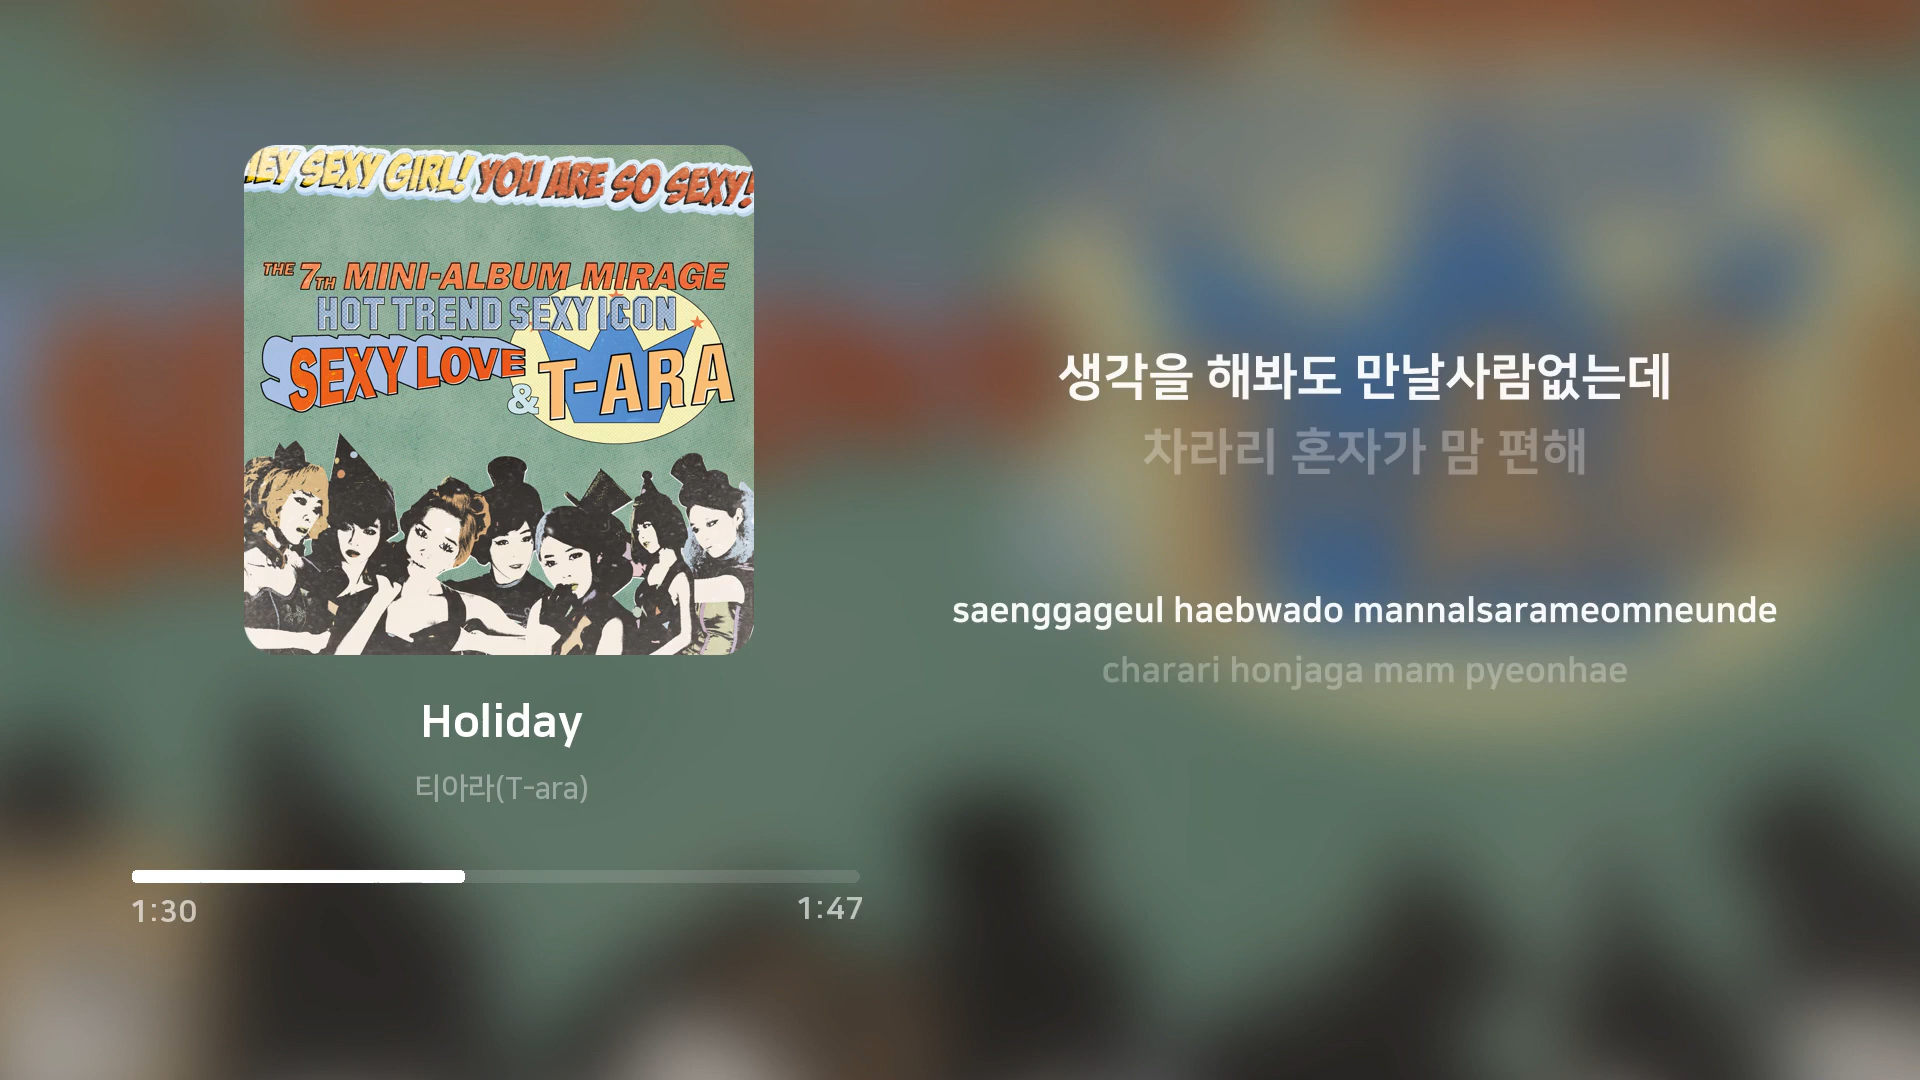 HEY SEXY GIRL! YOU ARE SO SEXY!
THE 7TH MINI-ALBUM MIRAGE
HOT TREND SEXY ICON
SEXY LOVE
& T-ARA
Holiday
티아라(T-ara)
1:30
1:47
생각을 해봐도 만날사람없는데
차라리 혼자가 맘 편해
saenggageul haebwado mannalsarameomneunde
charari honjaga mam pyeonhae